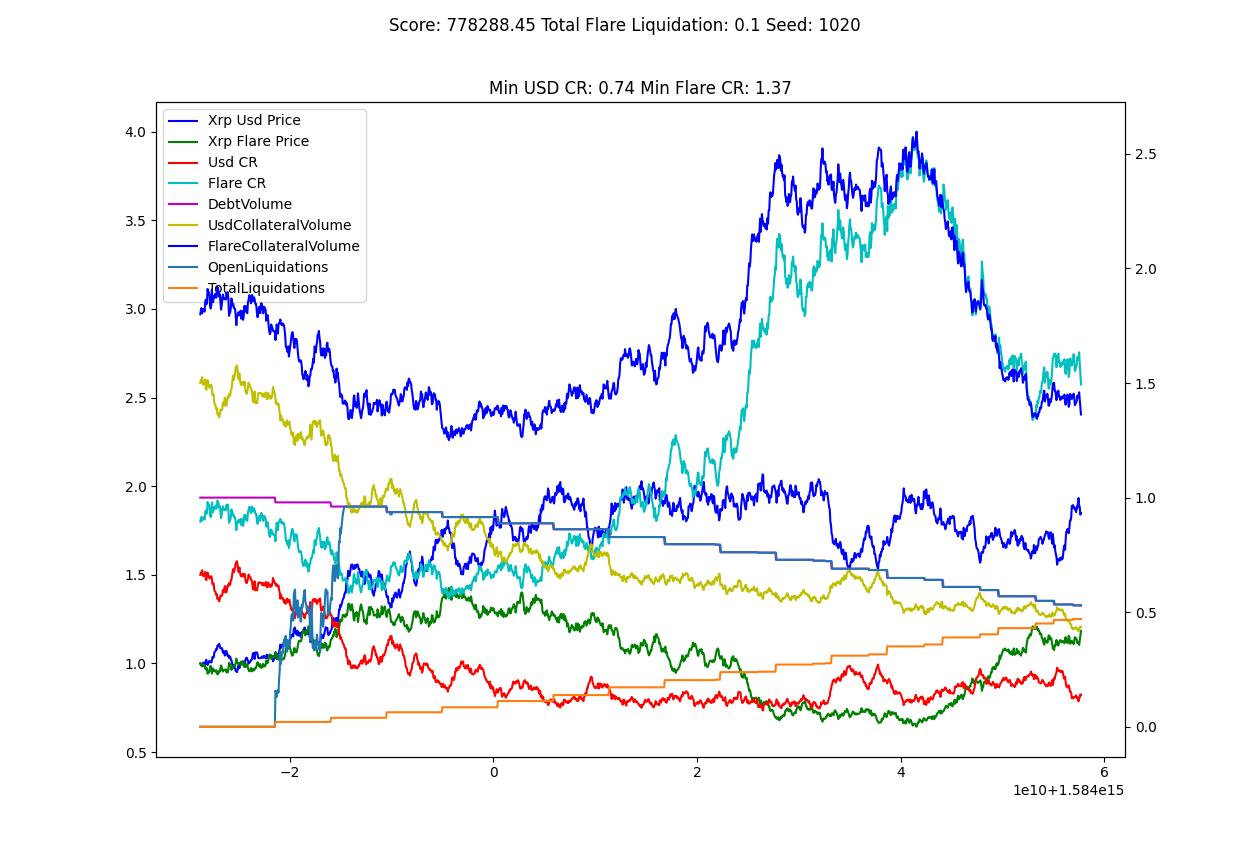 Score: 778288.45 Total Flare Liquidation: 0.1 Seed: 1020
Min USD CR: 0.74 Min Flare CR: 1.37
Xrp Usd Price
Xrp Flare Price
Usd CR
Flare CR
DebtVolume
UsdCollateralVolume
FlareCollateralVolume
OpenLiquidations
TotalLiquidations
4.0
3.5
3.0
2.5
2.0
1.5
1.0
0.5
2.5
2.0
1.5
1.0
0.5
0.0
−2 0 2 4 6
1e10+1.584e15